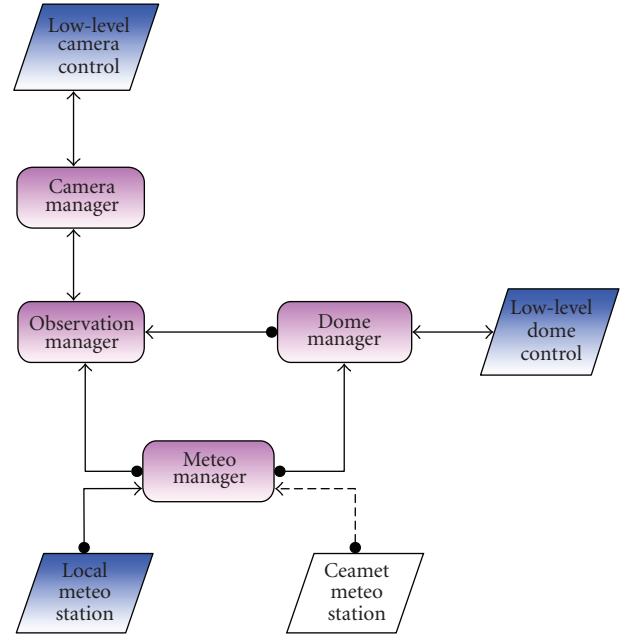 Low-level
camera
control
Camera
manager
Observation
manager
Dome
manager
Low-level
dome
control
Meteo
manager
Local
meteo
station
Ceamet
meteo
station